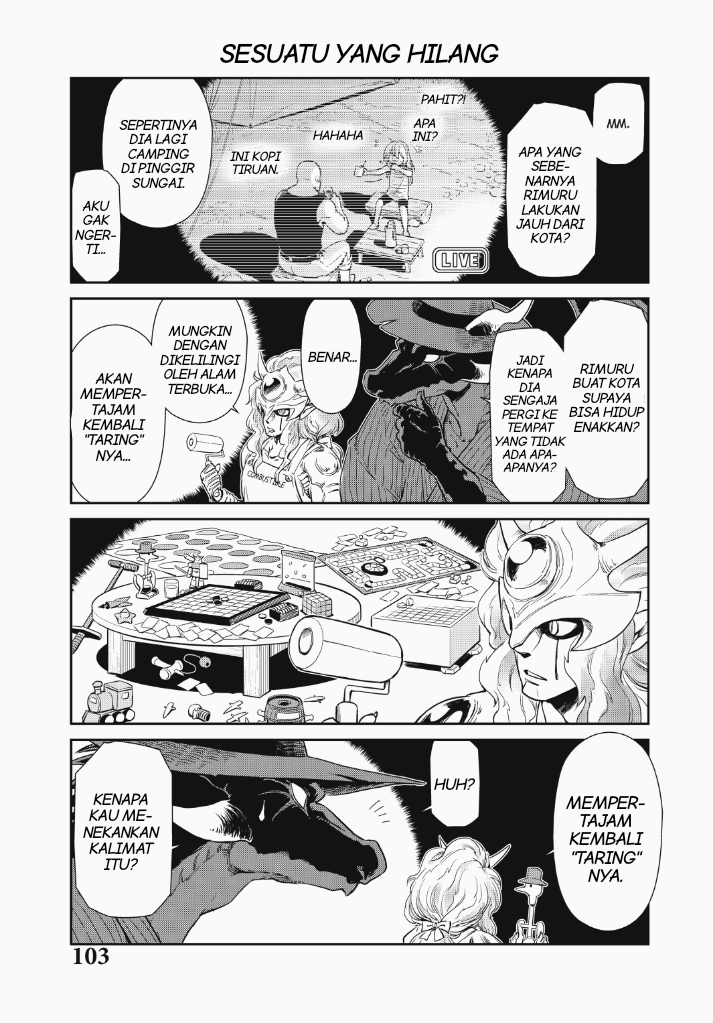 SESUATU YANG HILANG
MM.
APA YANG
SEBE-
NARNYA
RIMURU
LAKUKAN
JAUH DARI
KOTA?
PAHIT?!
APA
INI?
HAHAHA
INI KOPI
TIRUAN.
SEPERTINYA
DIA LAGI
CAMPING
DI PINGGIR
SUNGAI.
AKU
GAK
NGER-
TI...
LIVE
RIMURU
BUAT KOTA
SUPAYA
BISA HIDUP
ENAKKAN?
JADI
KENAPA
DIA
SENGAJA
PERGI KE
TEMPAT
YANG TIDAK
ADA APA-
APANYA?
BENAR...
MUNGKIN
DENGAN
DIKELILINGI
OLEH ALAM
TERBUKA...
AKAN
MEMPER-
TAJAM
KEMBALI
"TARING"
NYA...
COMBUSTIBLE
MEMPER-
TAJAM
KEMBALI
"TARING"
NYA.
HUH?
KENAPA
KAU ME-
NEKANKAN
KALIMAT
ITU?
103